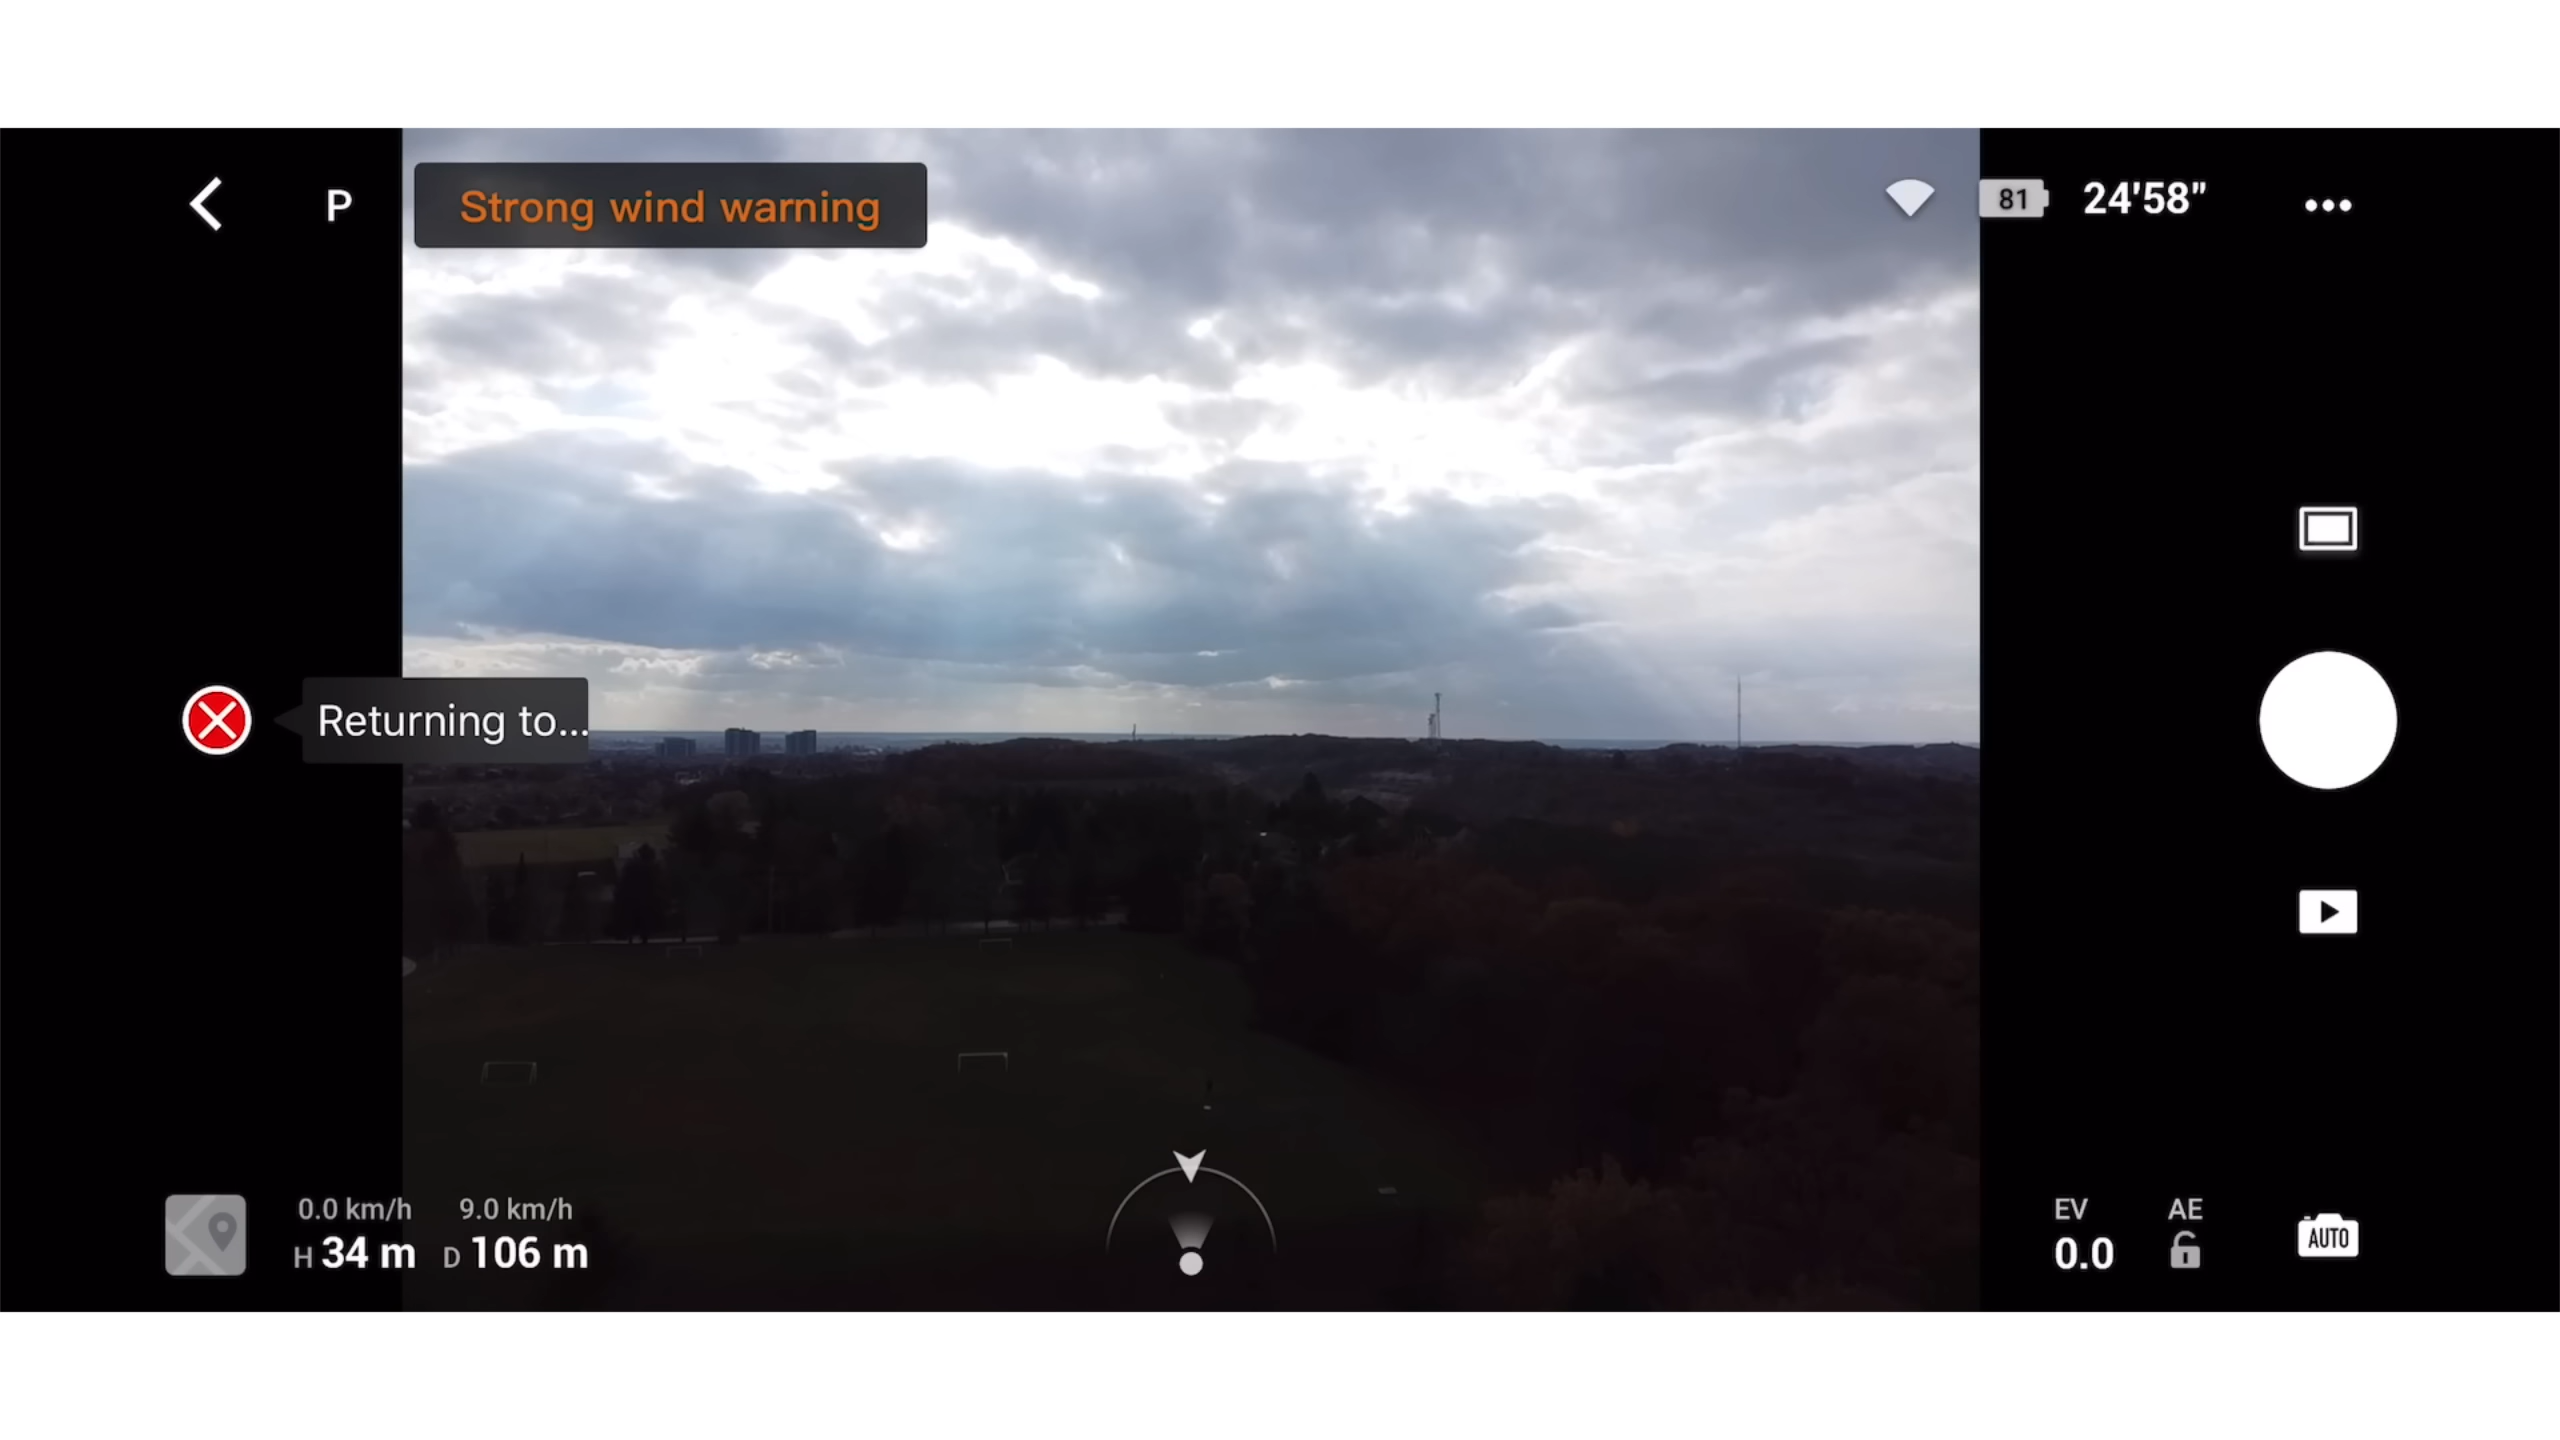 P
Strong wind warning
81
24'58"
Returning to...
0.0 km/h 9.0 km/h
H 34 m D 106 m
EV AE
0.0
AUTO